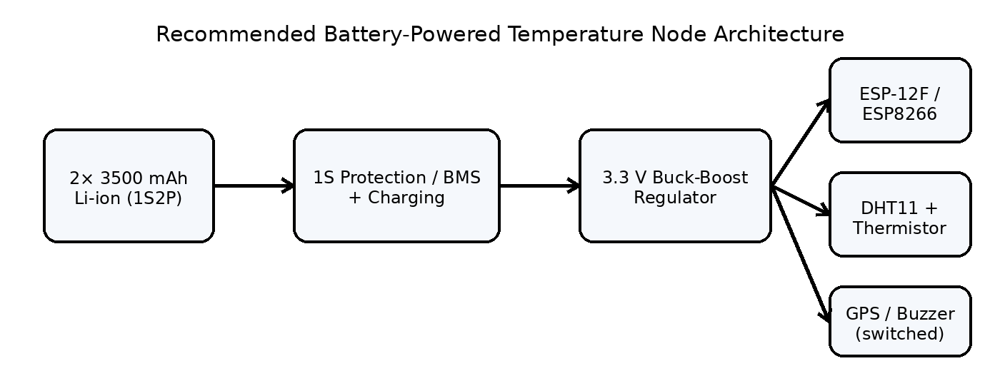 Recommended Battery-Powered Temperature Node Architecture
2× 3500 mAh
Li-ion (1S2P)
1S Protection / BMS
+ Charging
3.3 V Buck-Boost
Regulator
ESP-12F /
ESP8266
DHT11 +
Thermistor
GPS / Buzzer
(switched)